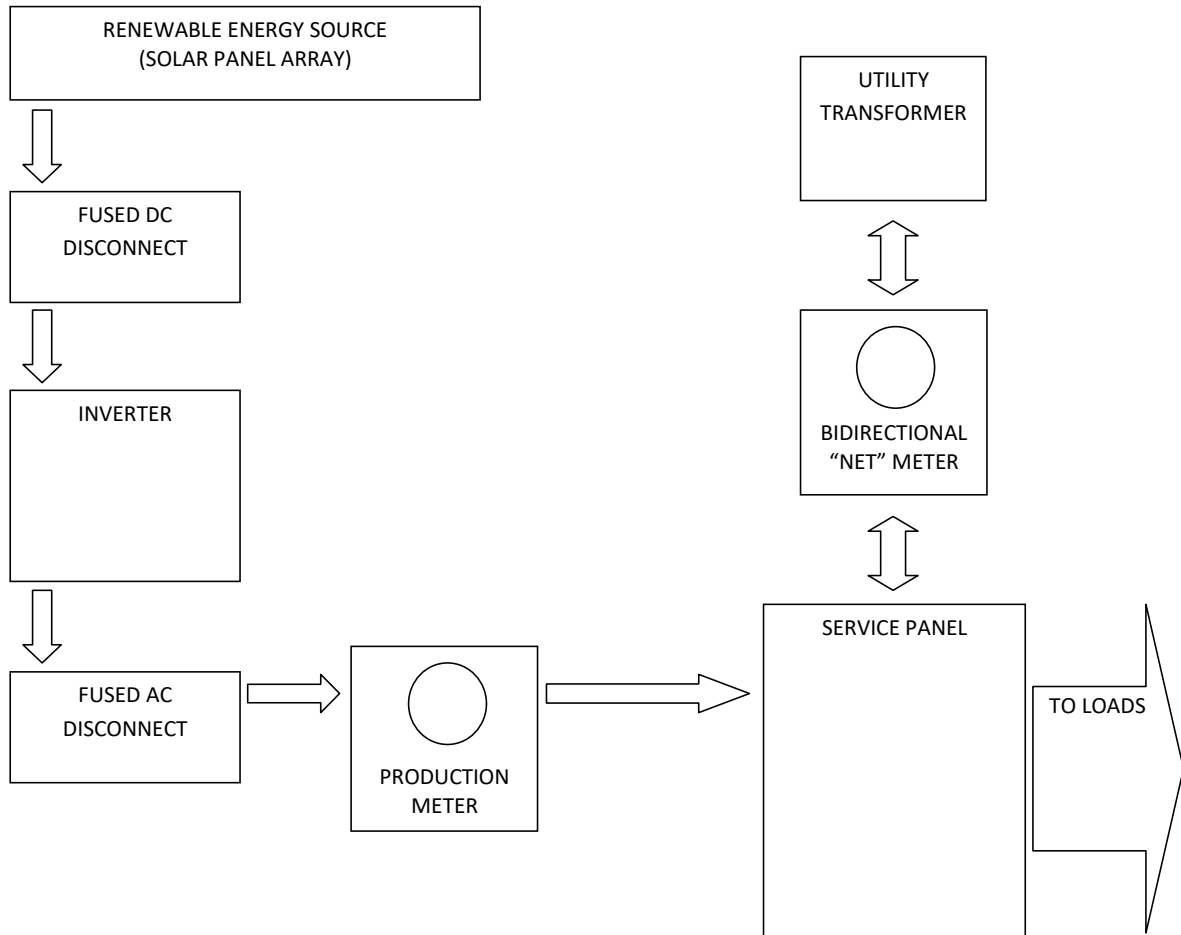 RENEWABLE ENERGY SOURCE
(SOLAR PANEL ARRAY)
UTILITY
TRANSFORMER
FUSED DC
DISCONNECT
INVERTER
BIDIRECTIONAL
“NET” METER
SERVICE PANEL
FUSED AC
DISCONNECT
PRODUCTION
METER
TO LOADS